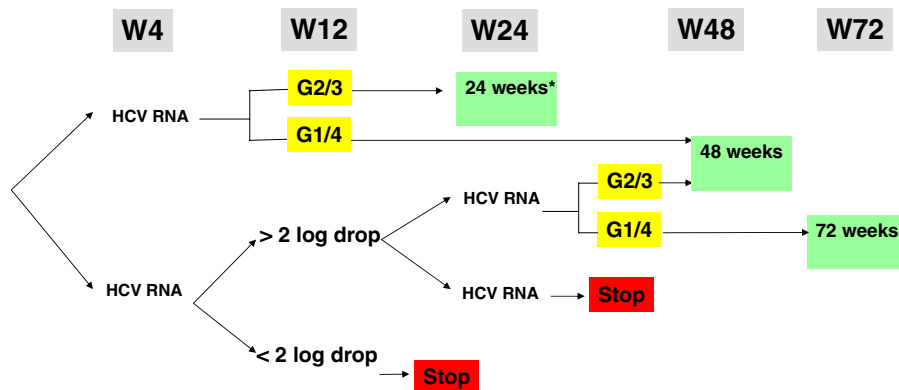 W4 W12 W24 W48 W72
G2/3 24 weeks*
HCV RNA
G1/4 48 weeks
G2/3
HCV RNA
> 2 log drop G1/4 72 weeks
HCV RNA HCV RNA Stop
< 2 log drop Stop